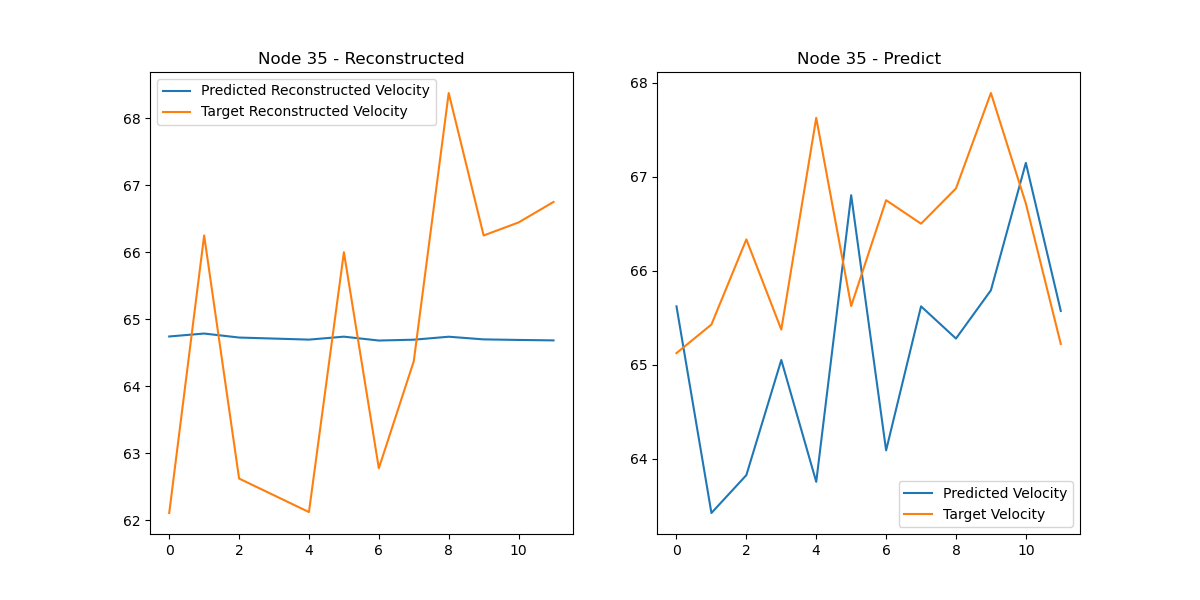 Node 35 - Reconstructed
Predicted Reconstructed Velocity
Target Reconstructed Velocity
68
67
66
65
64
63
62
0 2 4 6 8 10
Node 35 - Predict
68
67
66
65
64
Predicted Velocity
Target Velocity
0 2 4 6 8 10